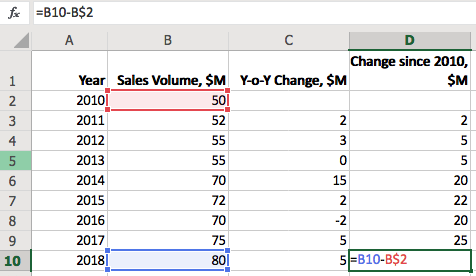 fx =B10-B$2
A B C D
1 Year Sales Volume, $M Y-o-Y Change, $M Change since 2010, $M
2 2010 50
3 2011 52 2 2
4 2012 55 3 5
5 2013 55 0 5
6 2014 70 15 20
7 2015 72 2 22
8 2016 70 -2 20
9 2017 75 5 25
10 2018 80 5 =B10-B$2